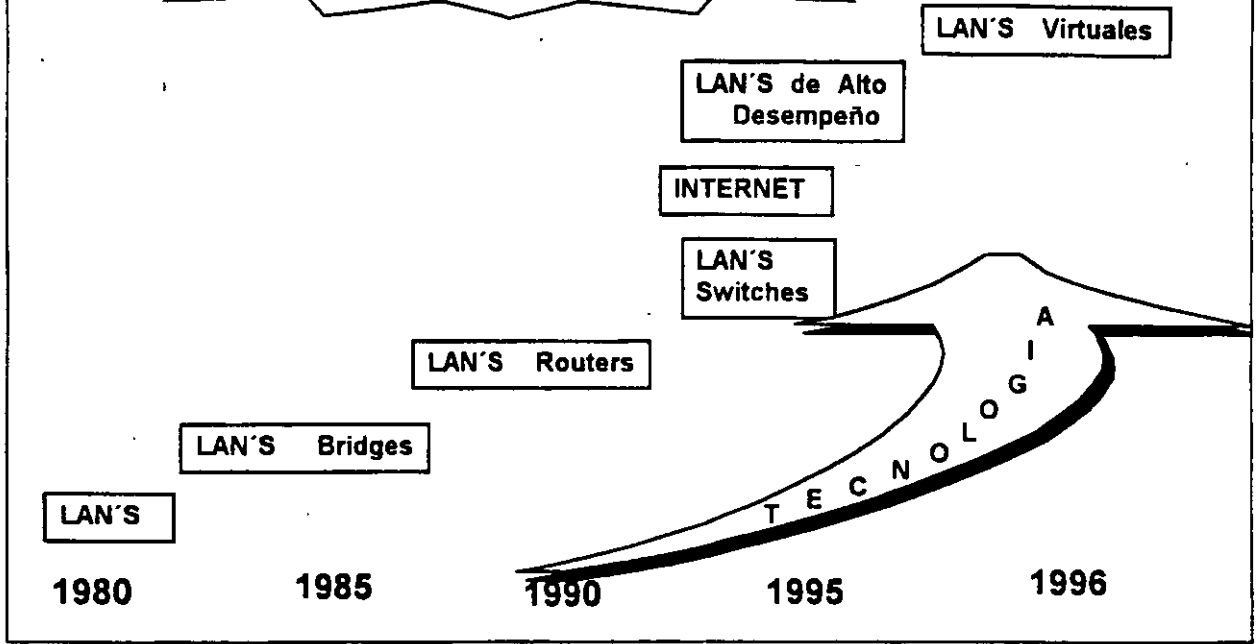 LAN´S Virtuales
LAN´S de Alto
Desempeño
INTERNET
LAN´S
Switches
LAN´S Routers
LAN´S Bridges
LAN´S
TECNOLOGIA
1980 1985 1990 1995 1996